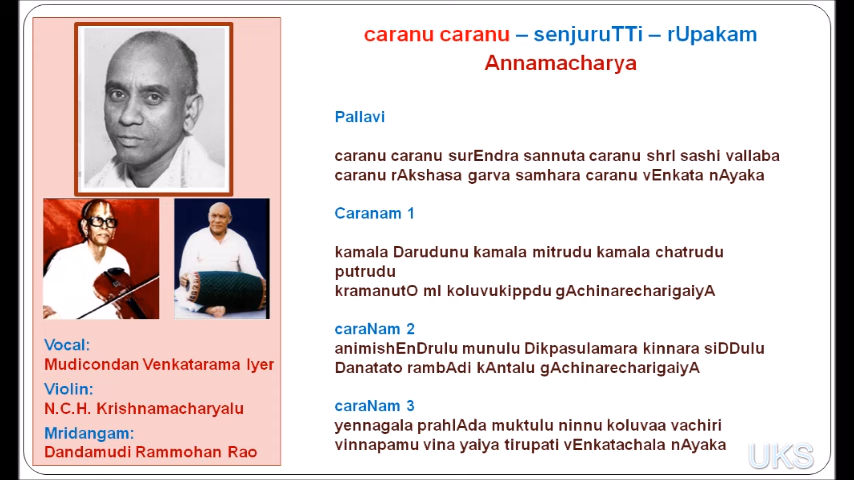 caranu caranu – senjuruTTi – rUpakam
Annamacharya
Pallavi
caranu caranu surEndra sannuta caranu shrI sashi vallaba
caranu rAkshasa garva samhara caranu vEnkata nAyaka
Caranam 1
kamala Darudunu kamala mitrudu kamala chatrudu
putrudu
kramanutO mI koluvukippdu gAchinarecharigaiyA
caraNam 2
animishEnDrulu munulu Dikpasulamara kinnara siDDulu
Danatato rambAdi kAntalu gAchinarecharigaiyA
caraNam 3
yennagala prahlAda muktulu ninnu koluvaa vachiri
vinnapamu vina yaiya tirupati vEnkatachala nAyaka
Vocal:
Mudicondan Venkatarama Iyer
Violin:
N.C.H. Krishnamacharyalu
Mridangam:
Dandamudi Rammohan Rao
UKS